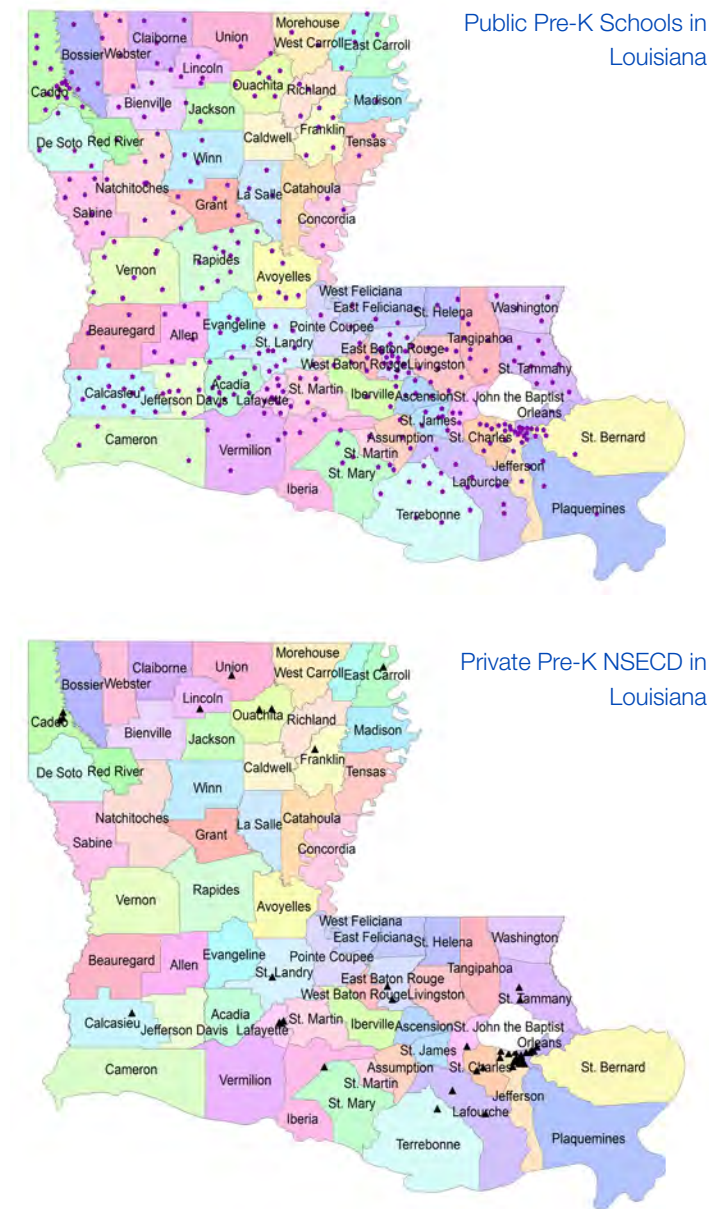 Public Pre-K Schools in
Louisiana
Morehouse
Claiborne Union West Carroll
East Carroll
Bossier Webster
Lincoln
Caddo Ouachita
Bienville Richland
Jackson Madison
Franklin
De Soto Red River Caldwell Tensas
Winn
Natchitoches La Salle Catahoula
Sabine Grant Concordia
Vernon Rapides
Avoyelles
West Feliciana
East Feliciana
St. Helena Washington
Beauregard Allen Evangeline Pointe Coupee
Tangipahoa
St. Landry
East Baton Rouge
West Baton Rouge Livingston St. Tammany
Calcasieu Acadia St. Martin
Jefferson Davis Lafayette Iberville Ascension St. John the Baptist
Orleans
St. James
Cameron Vermilion Assumption St. Charles St. Bernard
St. Martin
St. Mary Jefferson
Iberia Lafourche
Terrebonne Plaquemines
Private Pre-K NSECD in
Louisiana
Morehouse
Claiborne Union West Carroll
East Carroll
Bossier Webster
Lincoln
Caddo Ouachita
Bienville Richland
Jackson Madison
Franklin
De Soto Red River Caldwell Tensas
Winn
Natchitoches La Salle Catahoula
Sabine Grant Concordia
Vernon Rapides
Avoyelles
West Feliciana
East Feliciana
St. Helena Washington
Beauregard Allen Evangeline Pointe Coupee
Tangipahoa
St. Landry
East Baton Rouge
West Baton Rouge Livingston St. Tammany
Calcasieu Acadia St. Martin
Jefferson Davis Lafayette Iberville Ascension St. John the Baptist
Orleans
St. James
Cameron Vermilion Assumption St. Charles St. Bernard
St. Martin
St. Mary Jefferson
Iberia Lafourche
Terrebonne Plaquemines